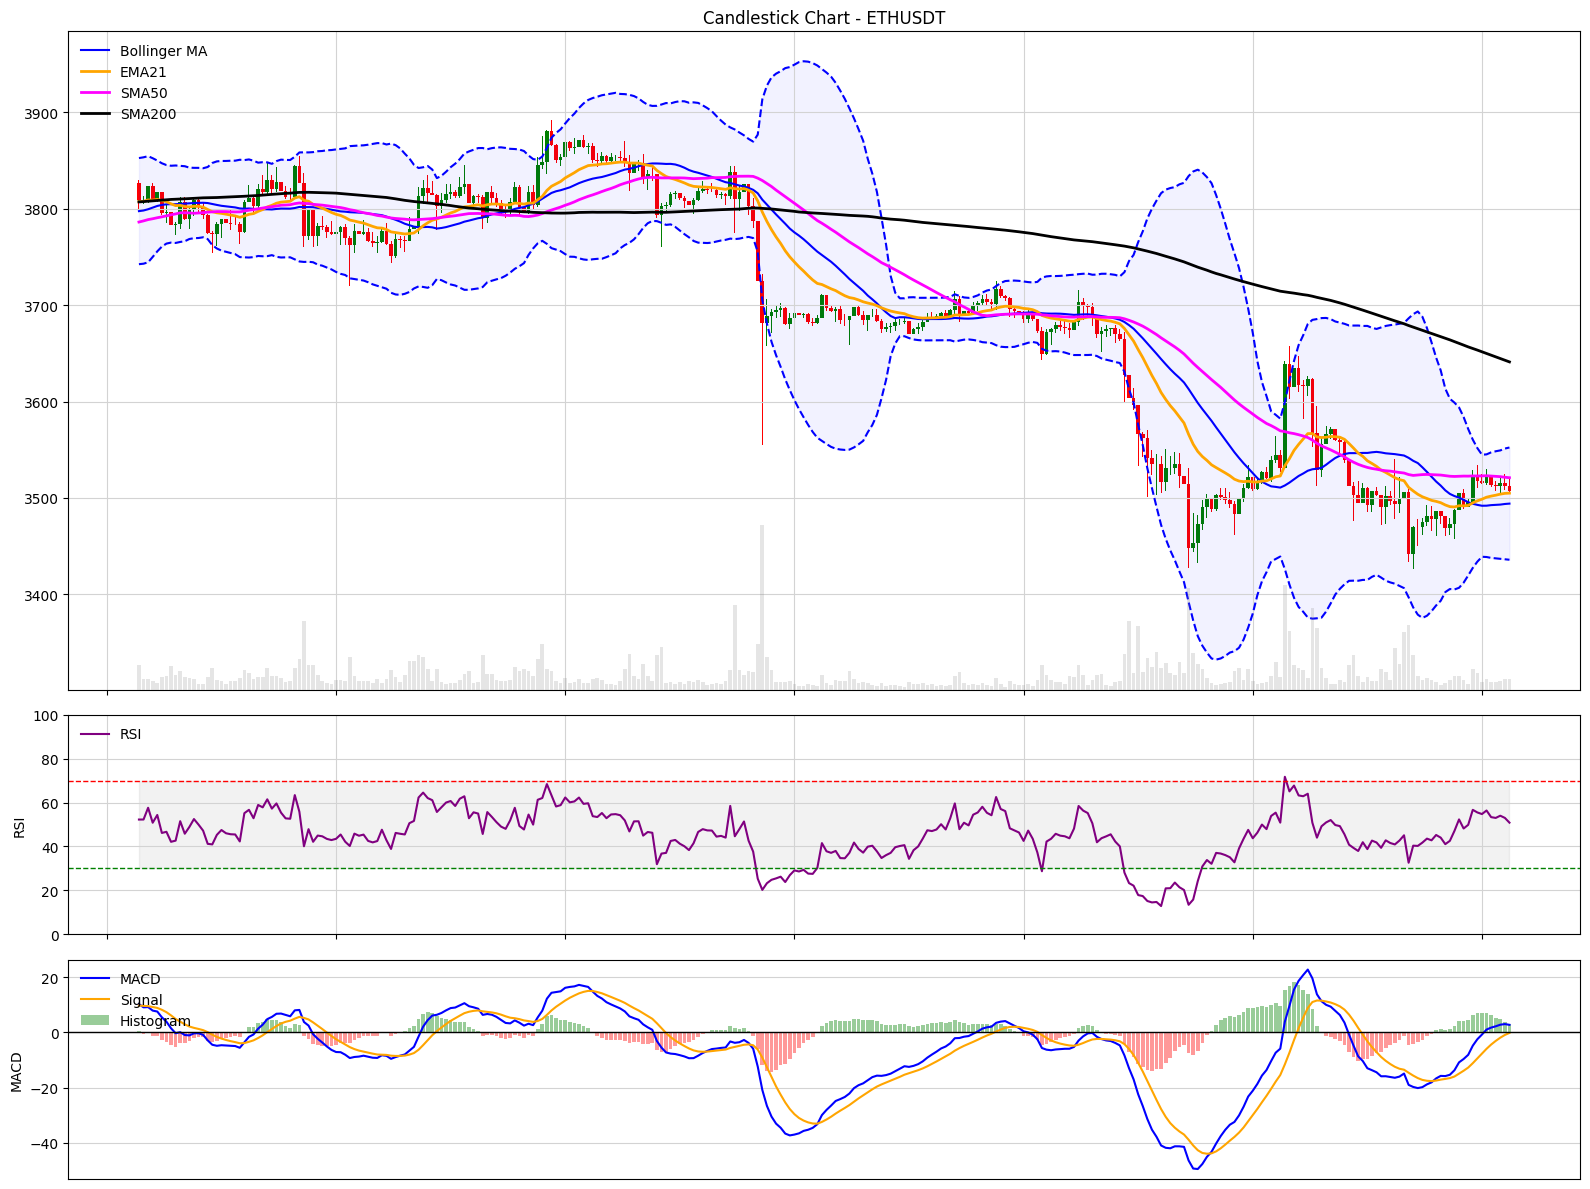 Candlestick Chart - ETHUSDT
Bollinger MA
EMA21
SMA50
SMA200
3900
3800
3700
3600
3500
3400
RSI
100
80
60
40
20
0
RSI
MACD
Signal
Histogram
20
0
−20
−40
MACD